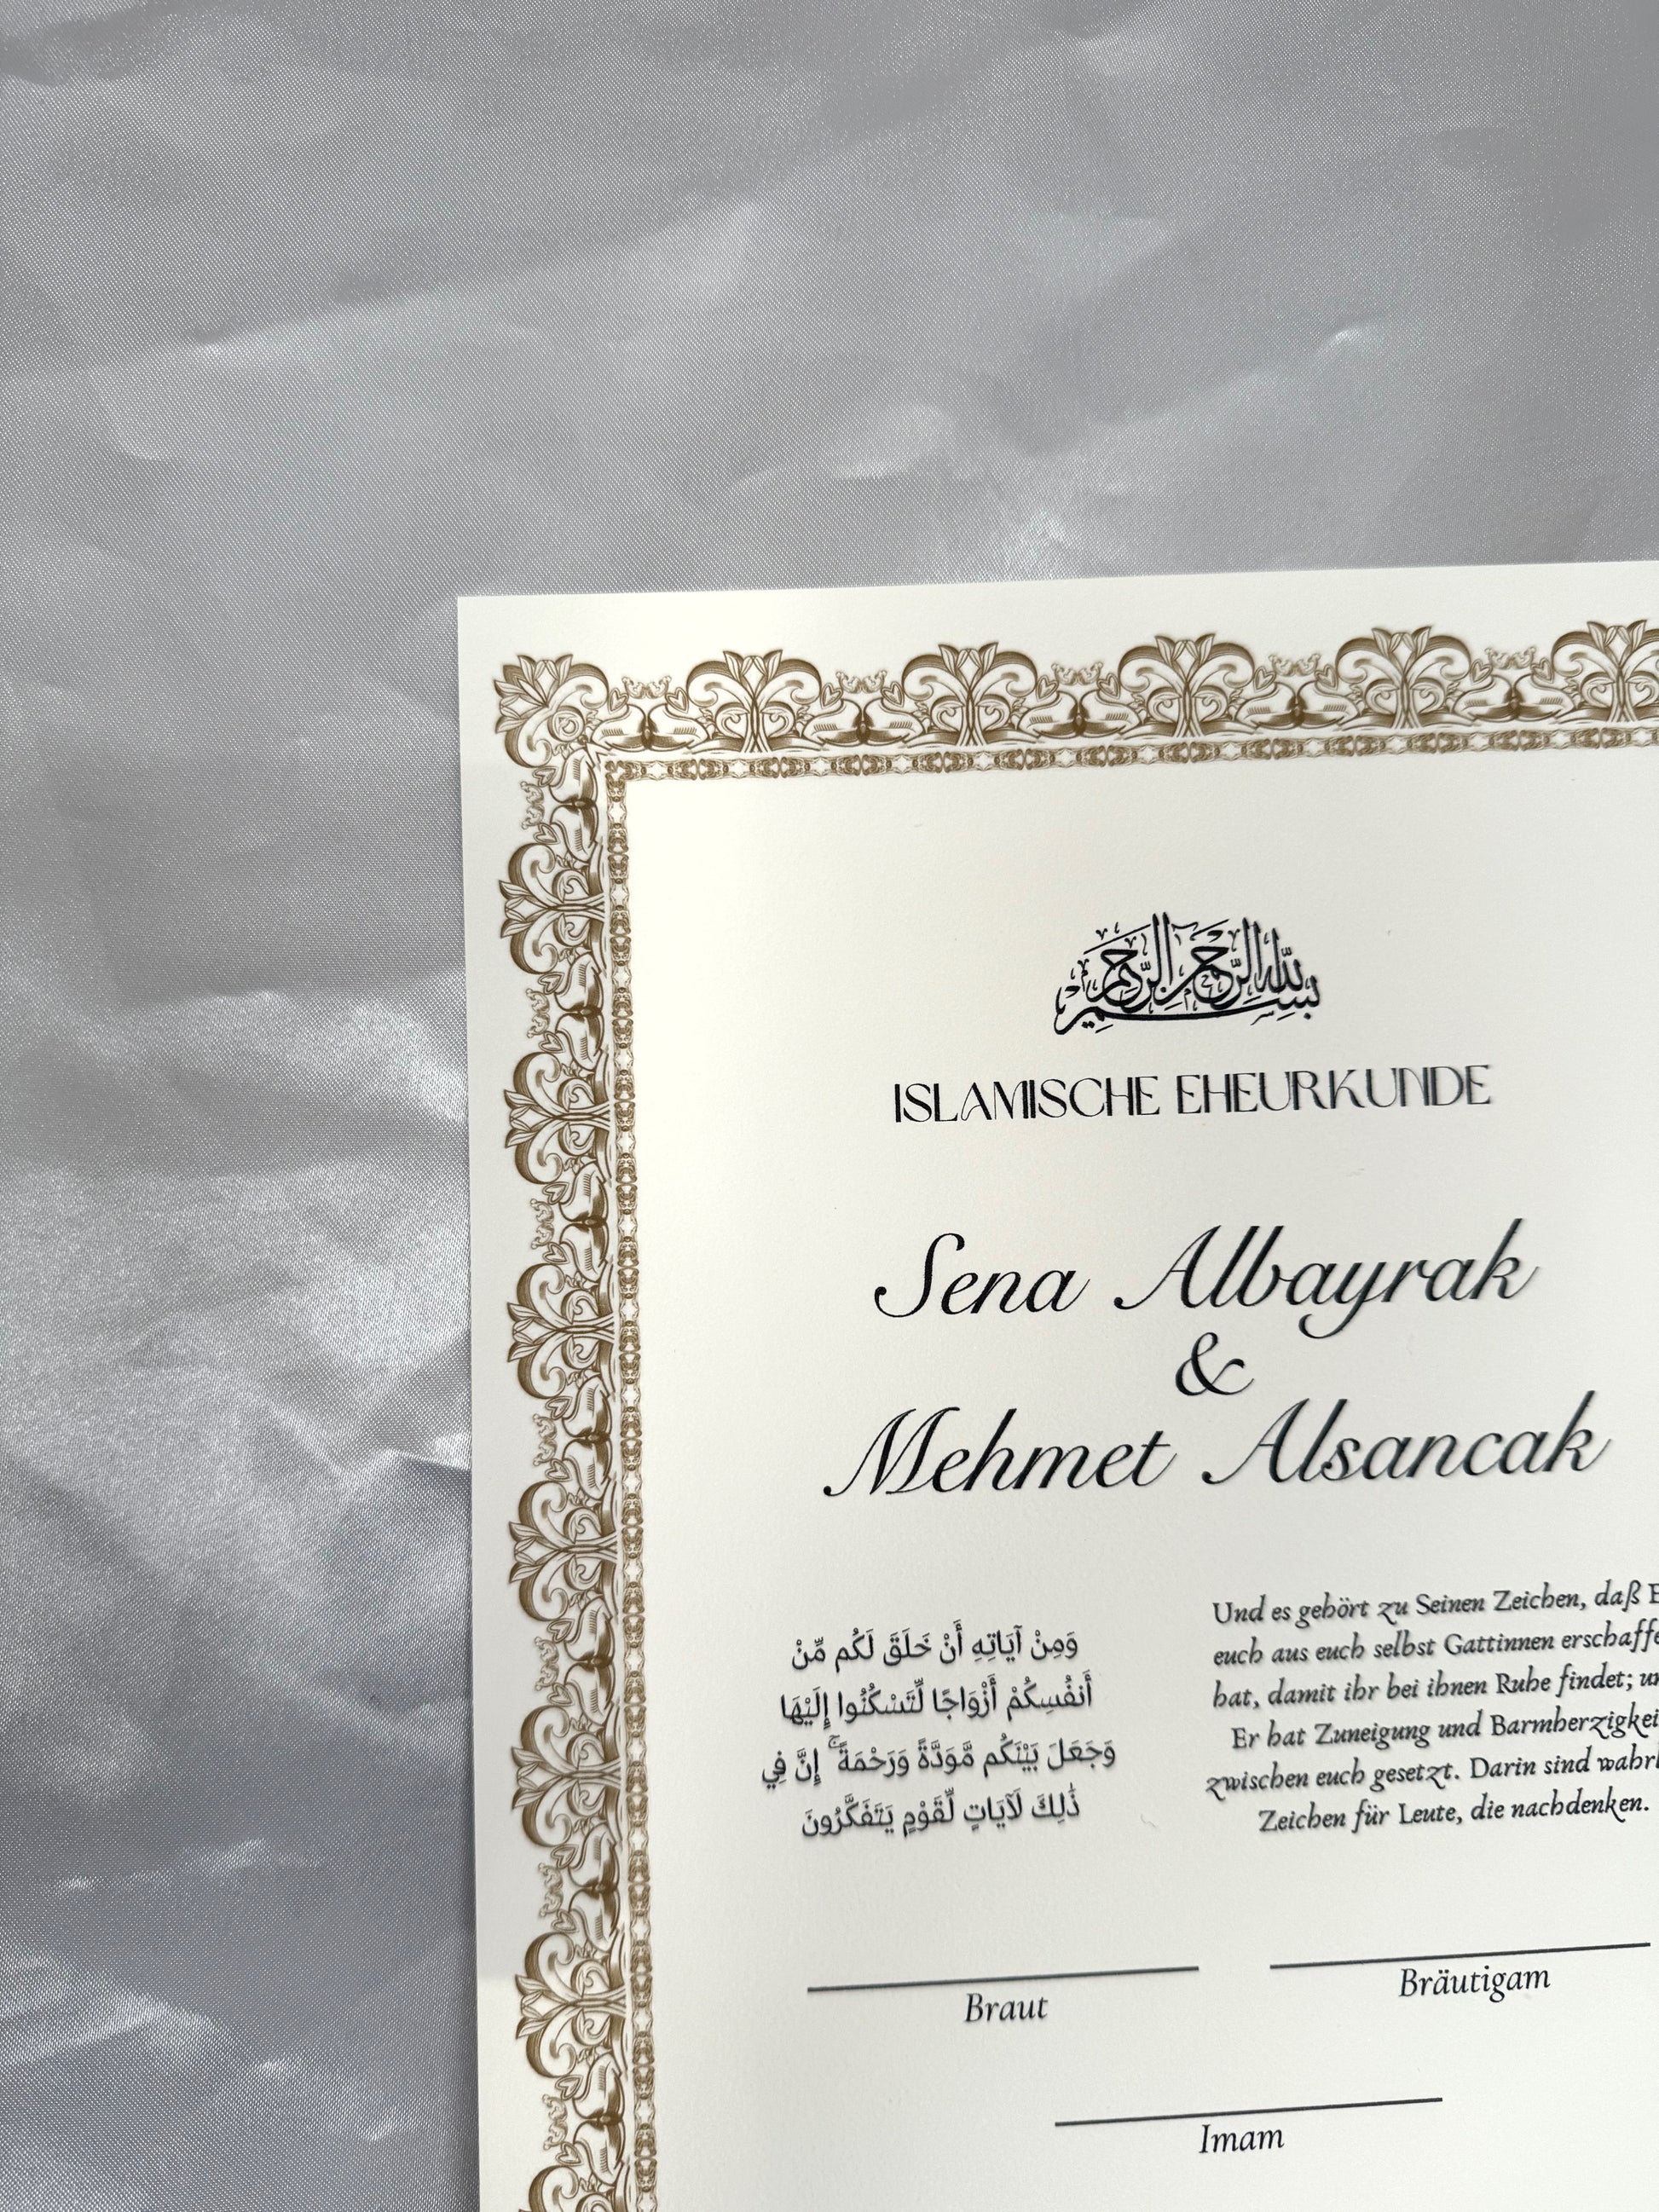 بسم الله الرحمن الرحيم
ISLAMISCHE EHEURKUNDE
Sena Albayrak
&
Mehmet Alsancak
وَمِنْ آيَاتِهِ أَنْ خَلَقَ لَكُم مِّنْ
أَنفُسِكُمْ أَزْوَاجًا لِّتَسْكُنُوا إِلَيْهَا
وَجَعَلَ بَيْنَكُم مَّوَدَّةً وَرَحْمَةً ۚ إِنَّ فِي
ذَٰلِكَ لَآيَاتٍ لِّقَوْمٍ يَتَفَكَّرُونَ
Und es gehört zu Seinen Zeichen, daß
euch aus euch selbst Gattinnen
hat, damit ihr bei ihnen Ruhe findet;
Er hat Zuneigung und
zwischen euch gesetzt. Darin sind
Zeichen für Leute, die nachdenken.
Braut
Bräutigam
Imam